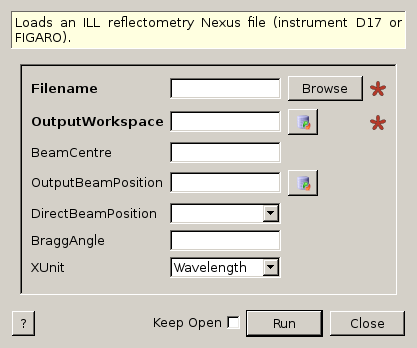 Loads an ILL reflectometry Nexus file (instrument D17 or
FIGARO).
Filename Browse *
OutputWorkspace *
BeamCentre
OutputBeamPosition
DirectBeamPosition
BraggAngle
XUnit Wavelength
? Keep Open Run Close